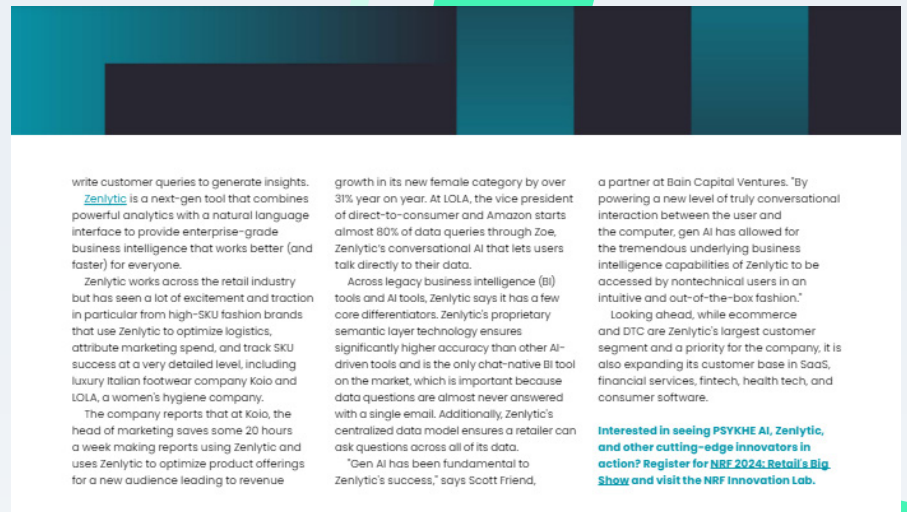 write customer queries to generate insights.
Zenlytic is a next-gen tool that combines
powerful analytics with a natural language
interface to provide enterprise-grade
business intelligence that works better (and
faster) for everyone.
Zenlytic works across the retail industry
but has seen a lot of excitement and traction
in particular from high-SKU fashion brands
that use Zenlytic to optimize logistics,
attribute marketing spend, and track SKU
success at a very detailed level, including
luxury Italian footwear company Koio and
LOLA, a women's hygiene company.
The company reports that at Koio, the
head of marketing saves some 20 hours
a week making reports using Zenlytic and
uses Zenlytic to optimize product offerings
for a new audience leading to revenue
growth in its new female category by over
31% year on year. At LOLA, the vice president
of direct-to-consumer and Amazon starts
almost 80% of data queries through Zoe,
Zenlytic's conversational AI that lets users
talk directly to their data.
Across legacy business intelligence (BI)
tools and AI tools, Zenlytic says it has a few
core differentiators. Zenlytic's proprietary
semantic layer technology ensures
significantly higher accuracy than other AI-
driven tools and is the only chat-native BI tool
on the market, which is important because
data questions are almost never answered
with a single email. Additionally, Zenlytic's
centralized data model ensures a retailer can
ask questions across all of its data.
"Gen AI has been fundamental to
Zenlytic's success," says Scott Friend,
a partner at Bain Capital Ventures. "By
powering a new level of truly conversational
interaction between the user and
the computer, gen AI has allowed for
the tremendous underlying business
intelligence capabilities of Zenlytic to be
accessed by nontechnical users in an
intuitive and out-of-the-box fashion."
Looking ahead, while ecommerce
and DTC are Zenlytic's largest customer
segment and a priority for the company, it is
also expanding its customer base in SaaS,
financial services, fintech, health tech, and
consumer software.
Interested in seeing PSYKHE AI, Zenlytic,
and other cutting-edge innovators in
action? Register for NRF 2024: Retail's Big
Show and visit the NRF Innovation Lab.